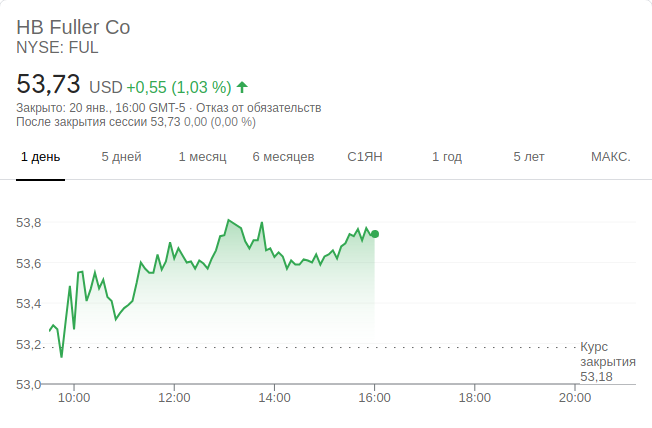 HB Fuller Co
NYSE: FUL
53,73 USD +0,55 (1,03 %)
Закрыто: 20 янв., 16:00 GMT-5 · Отказ от обязательств
После закрытия сессии 53,73 0,00 (0,00 %)
1 день 5 дней 1 месяц 6 месяцев С1ЯН 1 год 5 лет МАКС.
53,8
53,6
53,4
53,2
Курс
закрытия
53,18
53,0
10:00 12:00 14:00 16:00 18:00 20:00